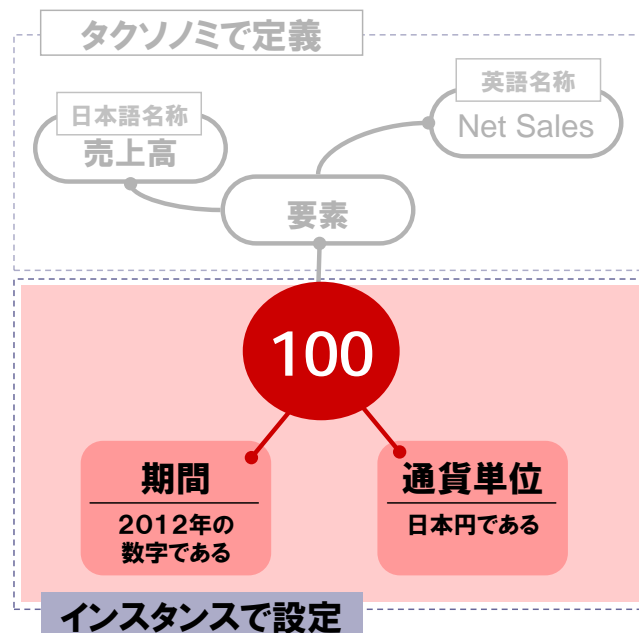 タクソノミで定義
日本語名称
売上高
英語名称
Net Sales
要素
100
期間
2012年の
数字である
通貨単位
日本円である
インスタンスで設定